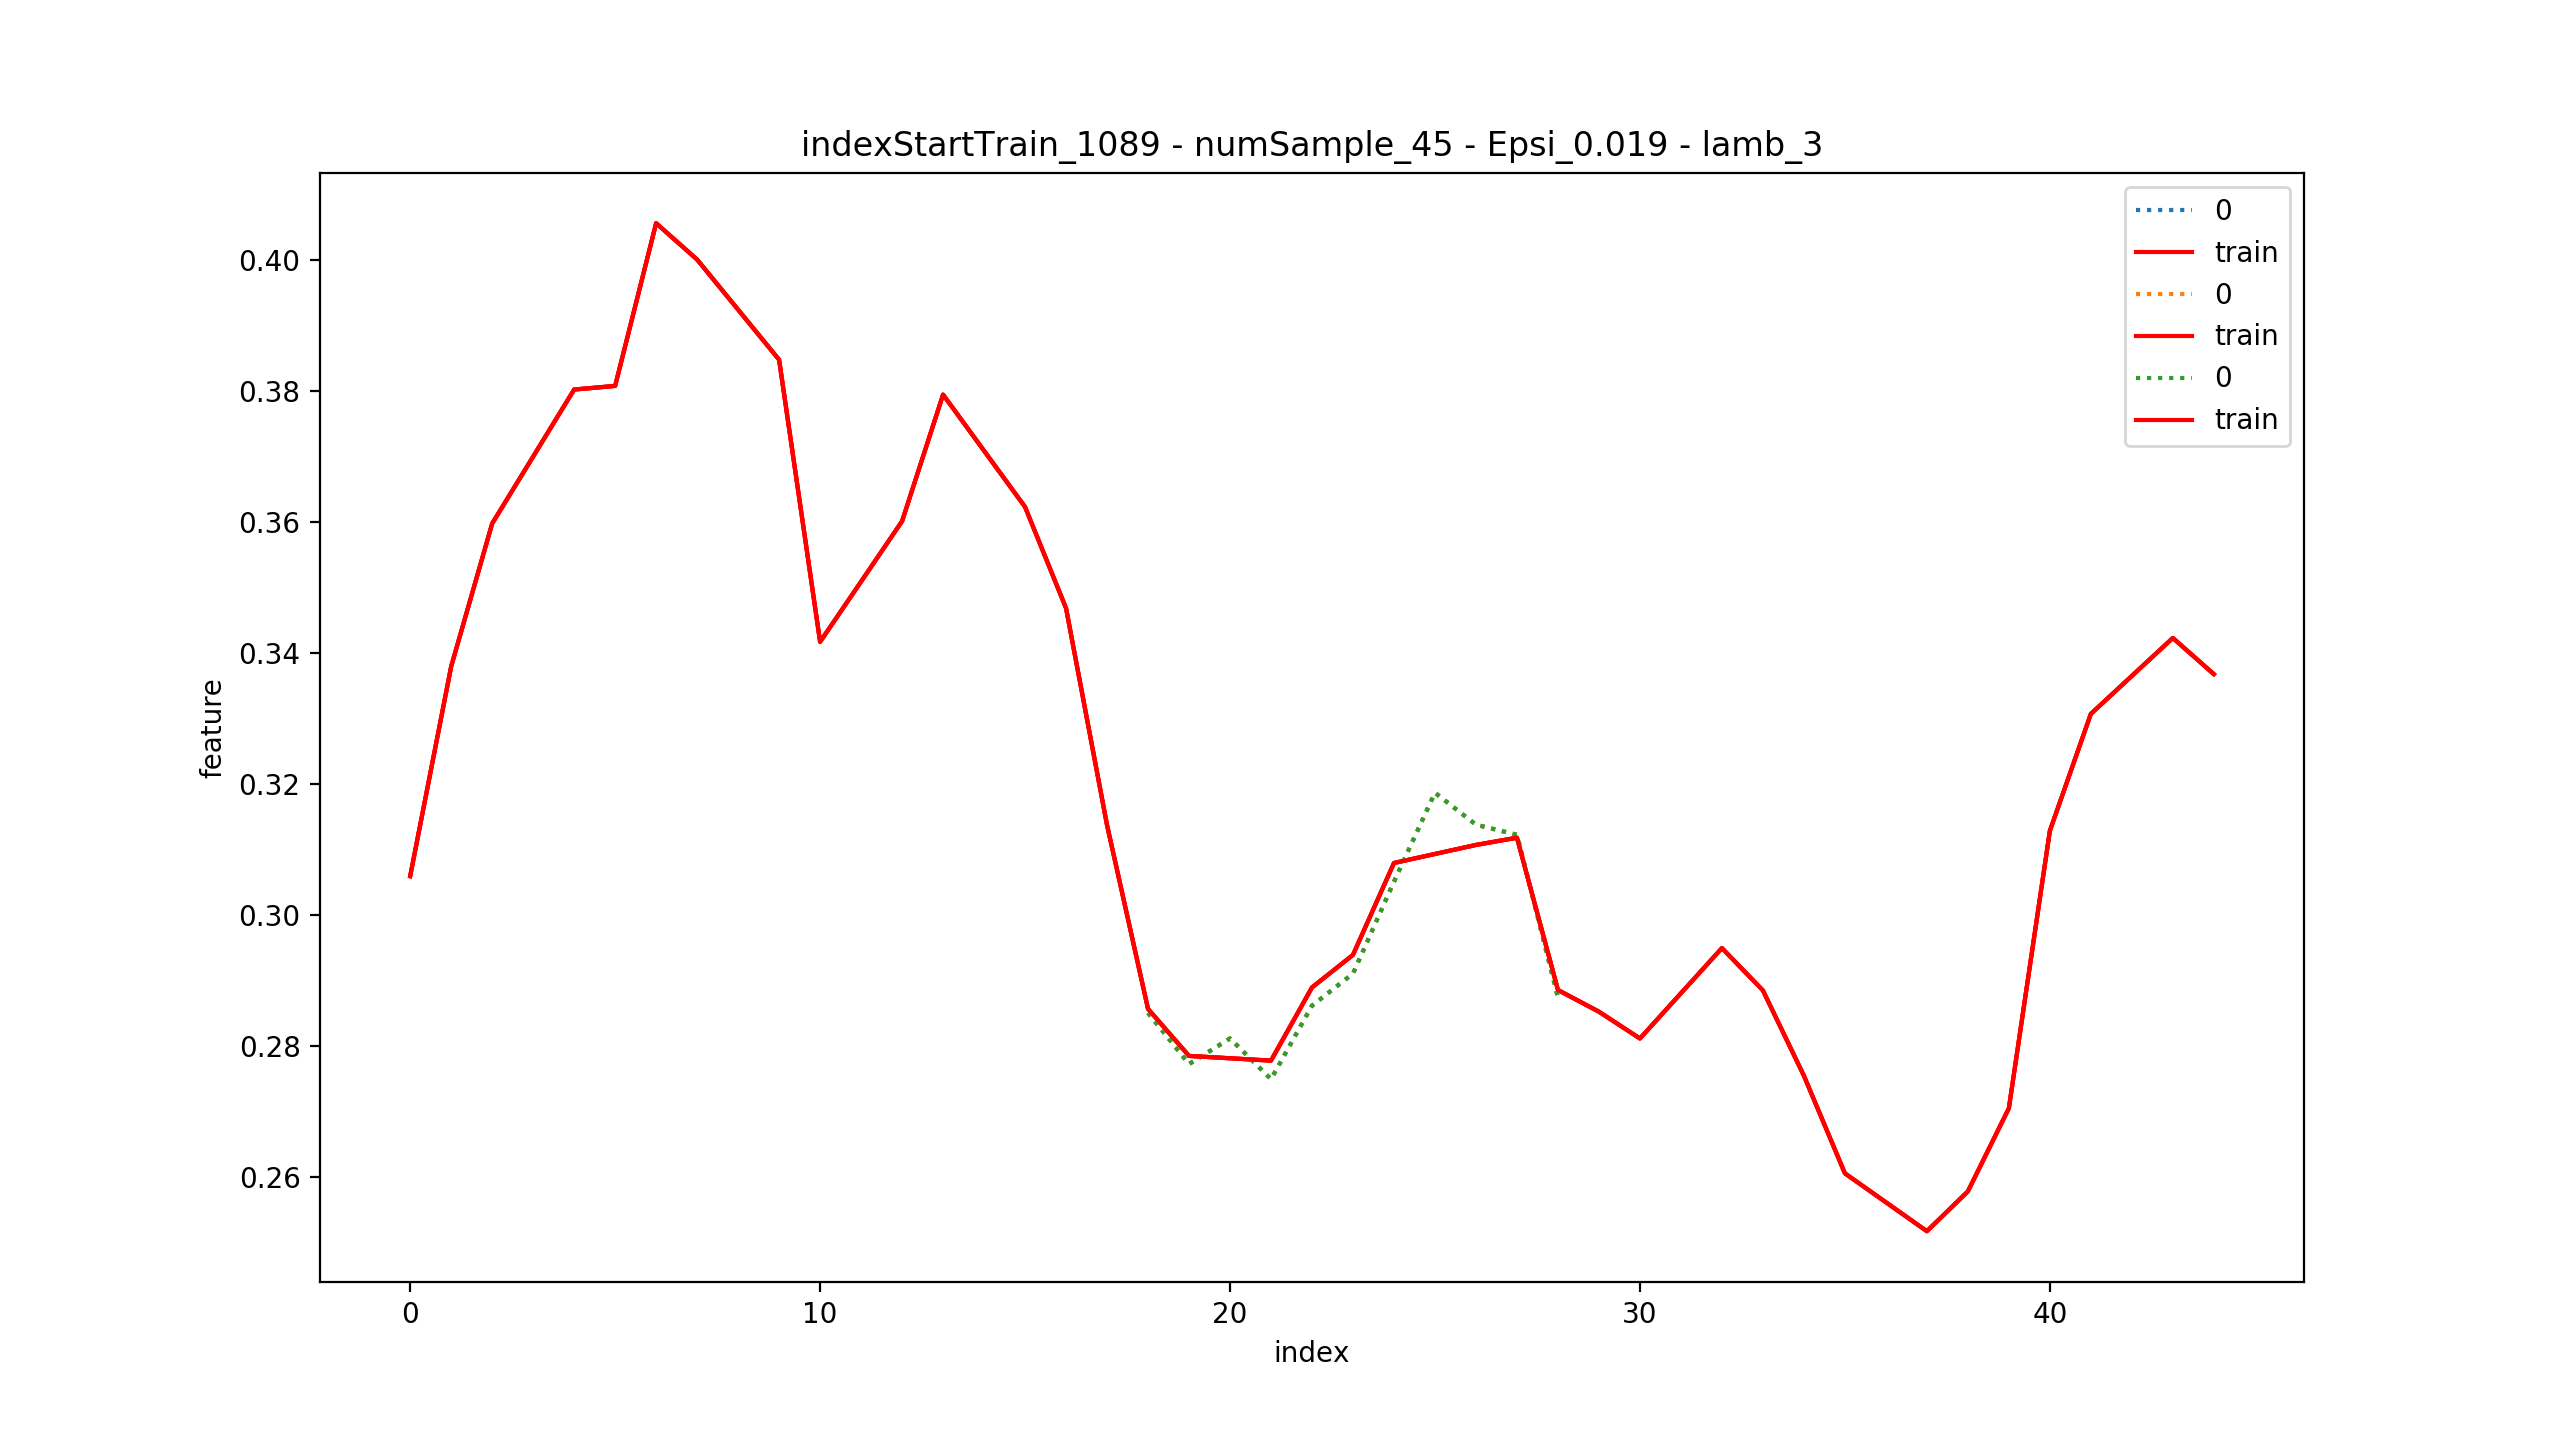 indexStartTrain_1089 - numSample_45 - Epsi_0.019 - lamb_3
0
train
0
train
0
train
0.40
0.38
0.36
0.34
0.32
0.30
0.28
0.26
feature
0 10 20 30 40
index